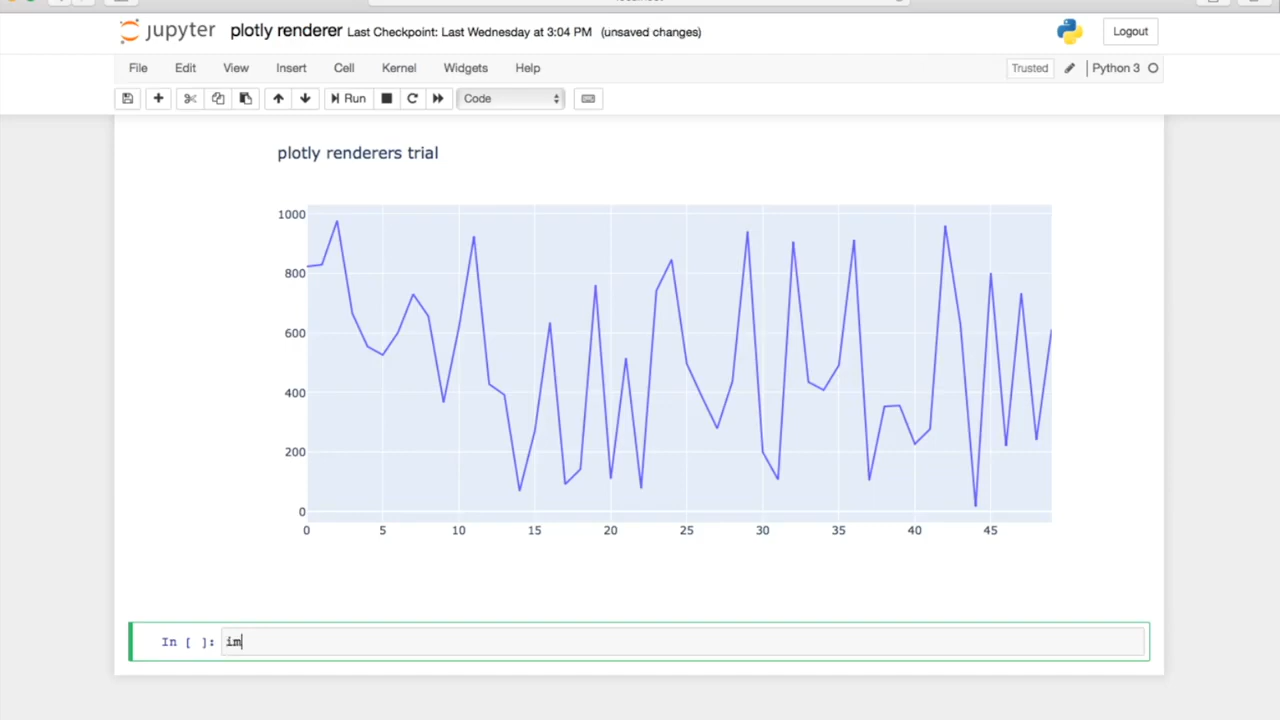 jupyter plotly renderer Last Checkpoint: Last Wednesday at 3:04 PM (unsaved changes) Logout
File Edit View Insert Cell Kernel Widgets Help Trusted Python 3
Run Code
plotly renderers trial
1000
800
600
400
200
0
0 5 10 15 20 25 30 35 40 45
In [ ]: im